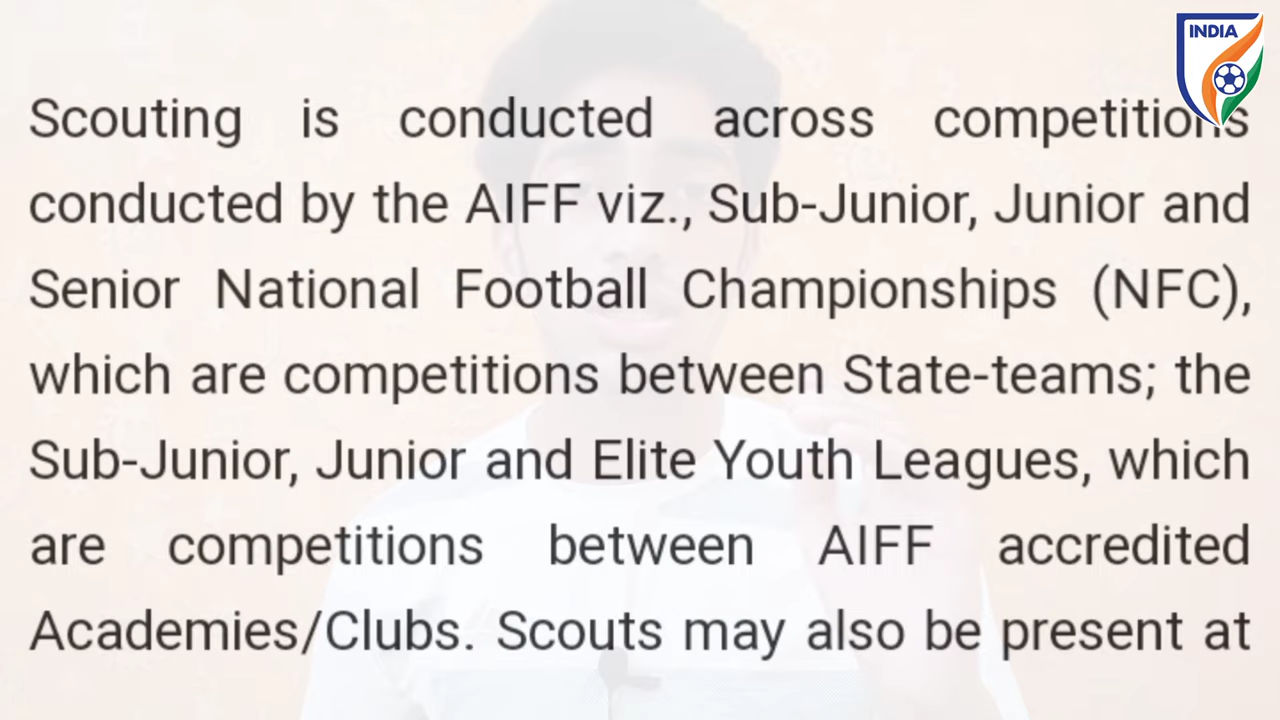 INDIA
Scouting is conducted across competitions
conducted by the AIFF viz., Sub-Junior, Junior and
Senior National Football Championships (NFC),
which are competitions between State-teams; the
Sub-Junior, Junior and Elite Youth Leagues, which
are competitions between AIFF accredited
Academies/Clubs. Scouts may also be present at